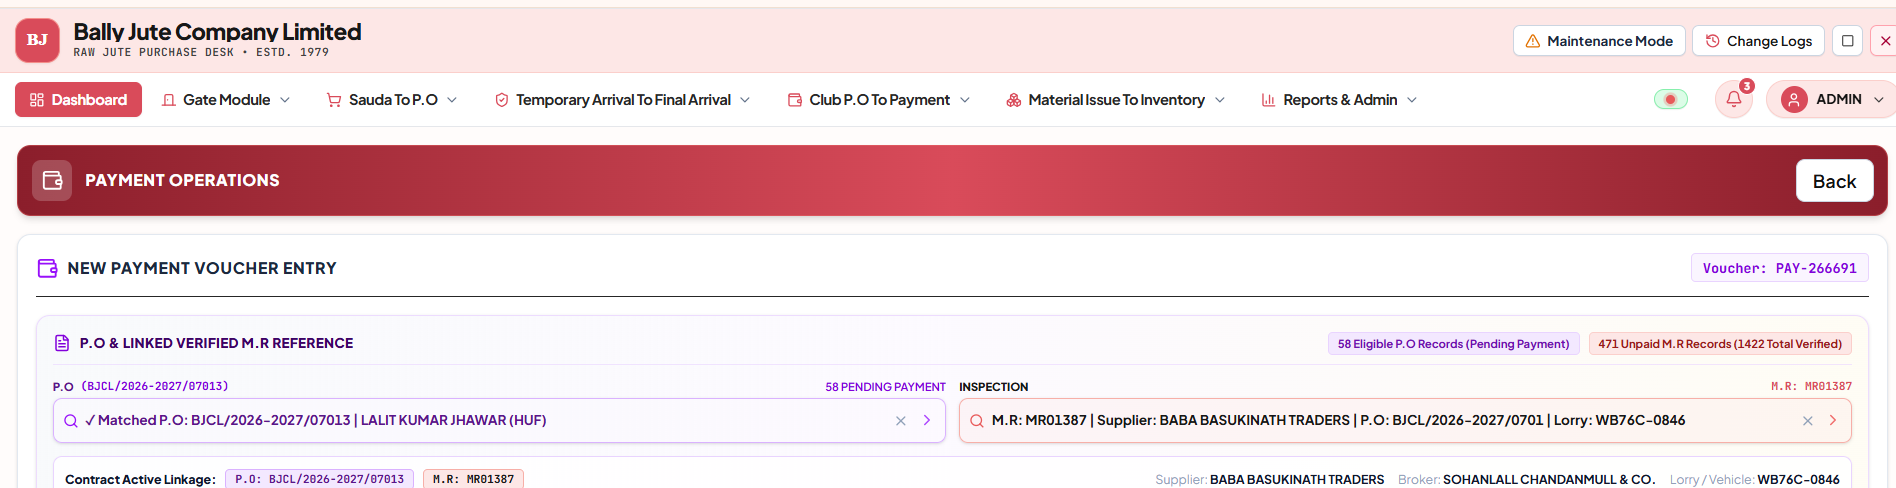 BJ
Bally Jute Company Limited
RAW JUTE PURCHASE DESK • ESTD. 1979
Maintenance Mode
Change Logs
Dashboard
Gate Module
Sauda To P.O
Temporary Arrival To Final Arrival
Club P.O To Payment
Material Issue To Inventory
Reports & Admin
3
ADMIN
PAYMENT OPERATIONS
Back
NEW PAYMENT VOUCHER ENTRY
Voucher: PAY-266691
P.O & LINKED VERIFIED M.R REFERENCE
58 Eligible P.O Records (Pending Payment)
471 Unpaid M.R Records (1422 Total Verified)
P.O (BJCL/2026-2027/07013)
58 PENDING PAYMENT
INSPECTION
M.R: MR01387
✓ Matched P.O: BJCL/2026-2027/07013 | LALIT KUMAR JHAWAR (HUF)
M.R: MR01387 | Supplier: BABA BASUKINATH TRADERS | P.O: BJCL/2026-2027/0701 | Lorry: WB76C-0846
Contract Active Linkage:
P.O: BJCL/2026-2027/07013
M.R: MR01387
Supplier: BABA BASUKINATH TRADERS
Broker: SOHANLALL CHANDANMULL & CO.
Lorry / Vehicle: WB76C-0846